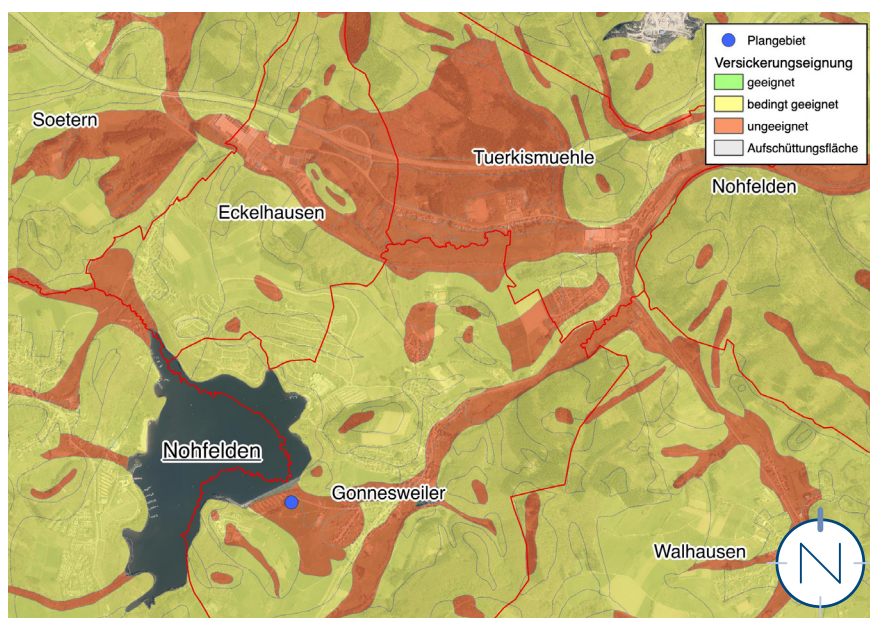 Plangebiet
Versickerungseignung
geeignet
bedingt geeignet
ungeeignet
Aufschüttungsfläche
Soetern
Tuerkismuehle
Nohfelden
Eckelhausen
Nohfelden
Gonnesweiler
Walhausen
N